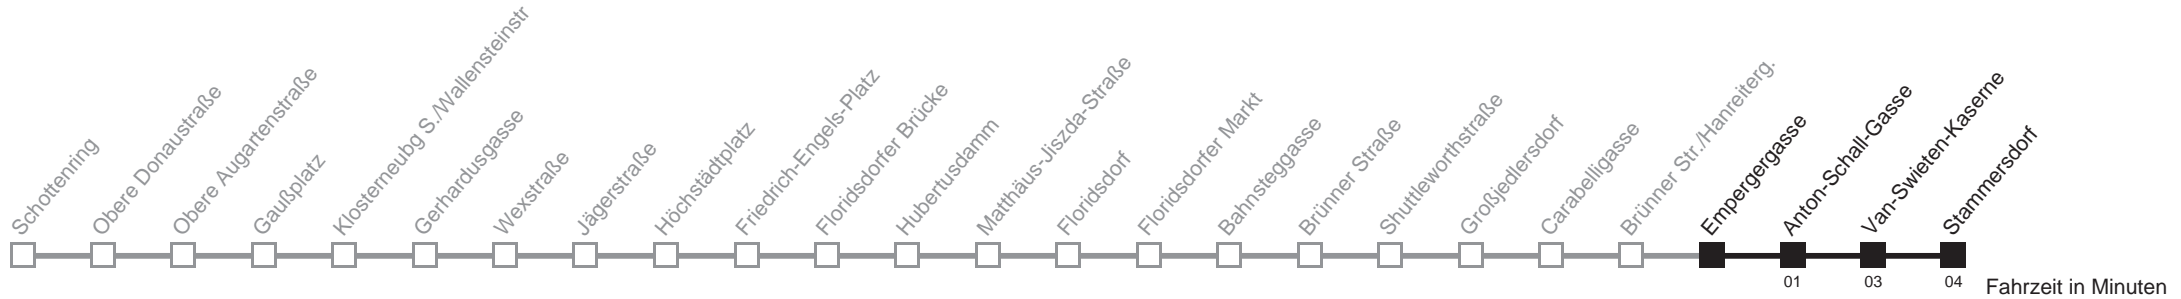 Schottenring
Obere Donaustraße
Obere Augartenstraße
Gaußplatz
Klosterneubg S./Wallensteinstr
Gerhardusgasse
Wexstraße
Jägerstraße
Höchstädtplatz
Friedrich-Engels-Platz
Floridsdorfer Brücke
Hubertusdamm
Matthäus-Jiszda-Straße
Floridsdorf
Floridsdorfer Markt
Bahnsteggasse
Brünner Straße
Shuttleworthstraße
Großjedlersdorf
Carabelligasse
Brünner Str./Hanreiterg.
Empergergasse
Anton-Schall-Gasse
Van-Swieten-Kaserne
Stammersdorf
01 03 04 Fahrzeit in Minuten